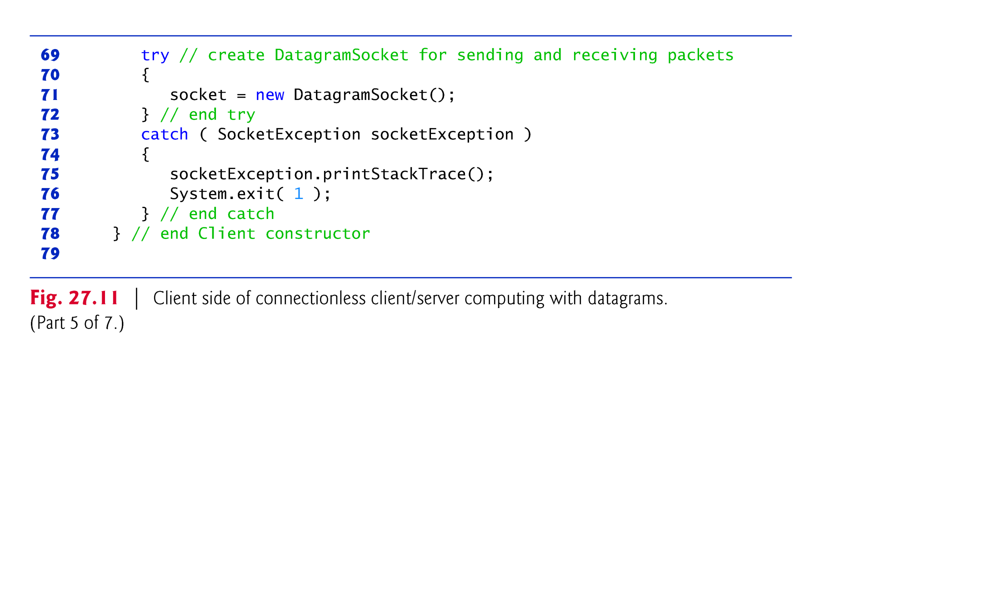 69 try // create DatagramSocket for sending and receiving packets
70 {
71 socket = new DatagramSocket();
72 } // end try
73 catch ( SocketException socketException )
74 {
75 socketException.printStackTrace();
76 System.exit( 1 );
77 } // end catch
78 } // end Client constructor
79
Fig. 27.11 | Client side of connectionless client/server computing with datagrams.
(Part 5 of 7.)